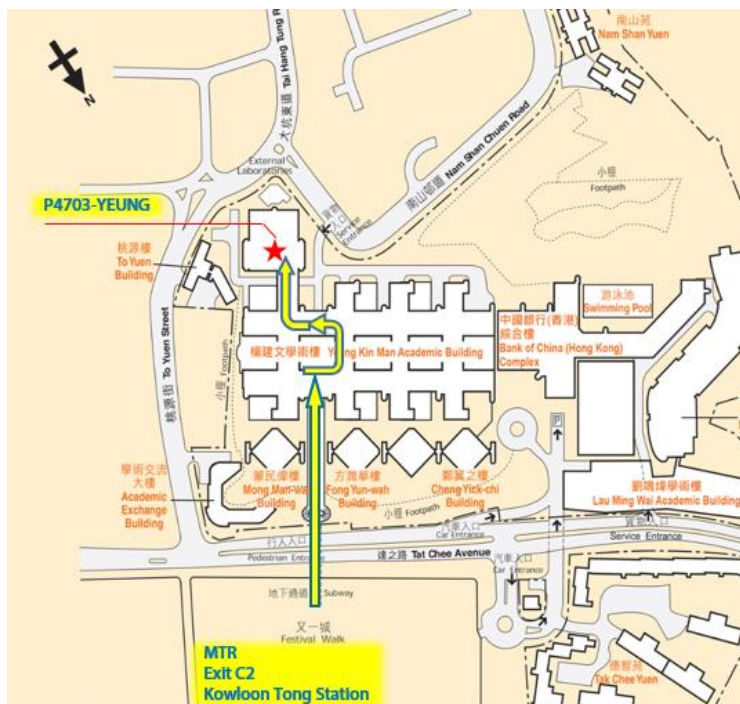 南山苑
Nam Shan Yuen
大坑東道 Tai Hang Tung R
N
External
Laboratories
南山邨道 Nam Shan Chuen Road
小徑
Footpath
P4703-YEUNG
貨物
入口
Service
Entrance
桃源樓
To Yuen
Building
游泳池
Swimming Pool
中國銀行(香港)
綜合樓
Bank of China (Hong Kong)
Complex
楊建文學術樓 Yeung Kin Man Academic Building
桃源街 To Yuen Street
小徑 Footpath
P
學術交流
大樓
Academic
Exchange
Building
蒙民偉樓
Mong Man-wai
Building
方潤華樓
Fong Yun-wah
Building
鄭翼之樓
Cheng Yick-chi
Building
劉鳴煒學術樓
Lau Ming Wai Academic Building
小徑 Footpath
汽車入口
Car Entrance
貨物入口
Service Entrance
行人入口
Pedestrian Entrance
達之路 Tat Chee Avenue
汽車入口
Car Entrance
地下通道 Subway
又一城
Festival Walk
MTR
Exit C2
Kowloon Tong Station
德智苑
Tak Chee Yuen